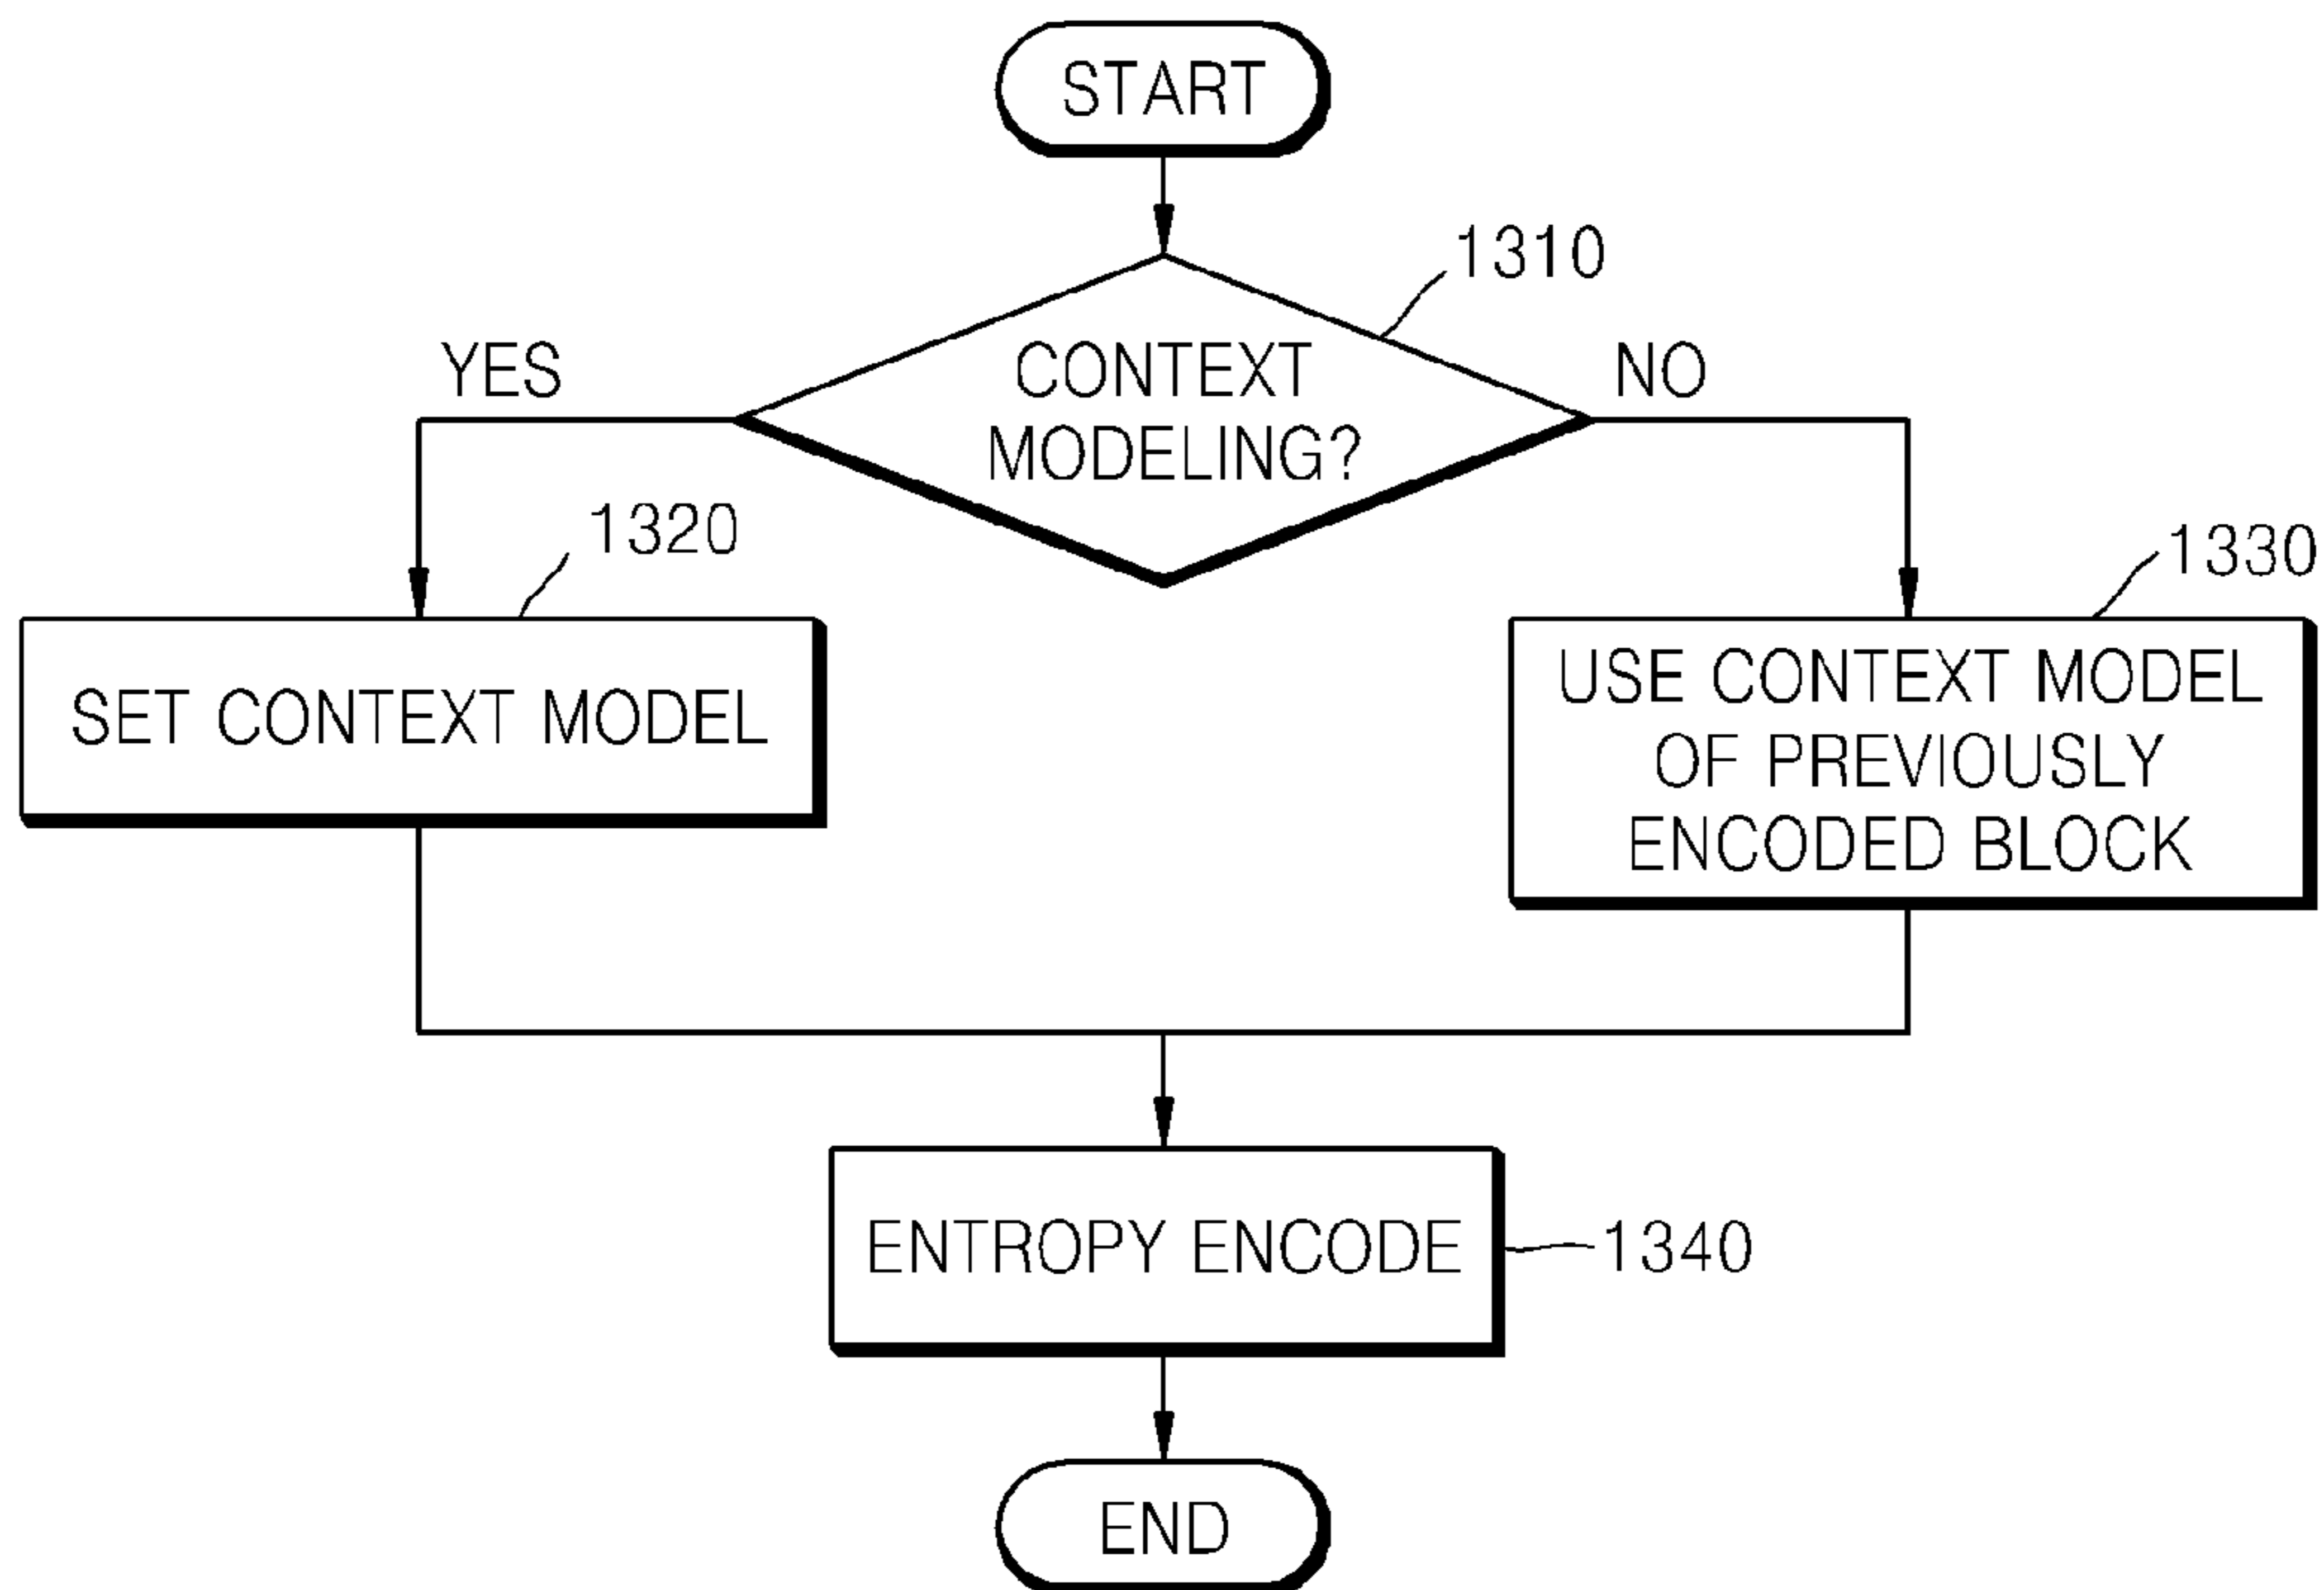 START
1310
CONTEXT
MODELING?
YES
NO
1320
1330
SET CONTEXT MODEL
USE CONTEXT MODEL
OF PREVIOUSLY
ENCODED BLOCK
ENTROPY ENCODE
1340
END